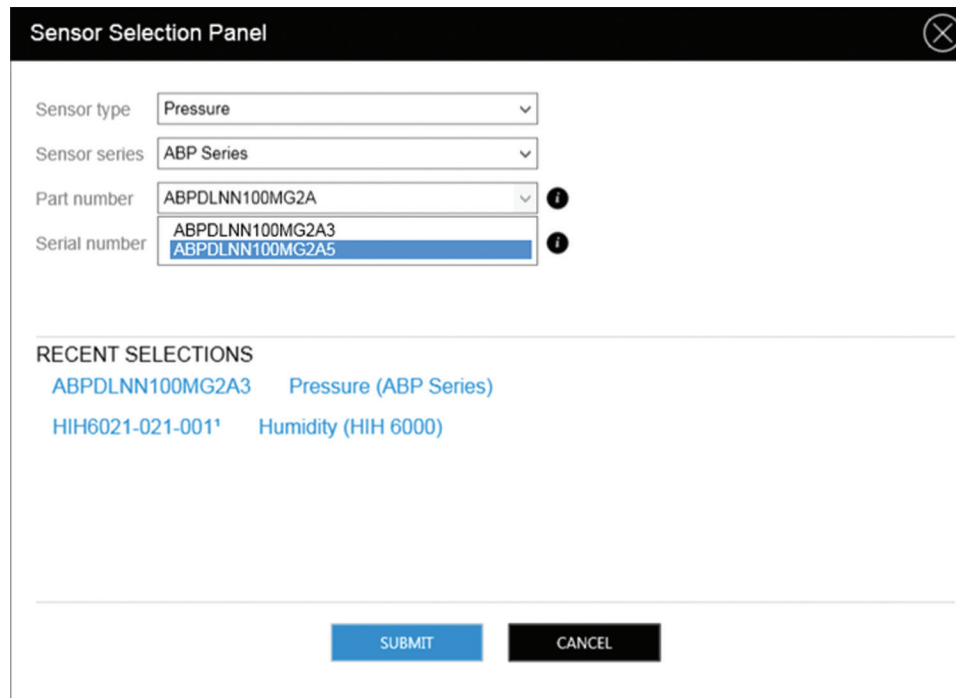 Sensor Selection Panel
Sensor type Pressure
Sensor series ABP Series
Part number ABPDLNN100MG2A
ABPDLNN100MG2A3
Serial number ABPDLNN100MG2A5
RECENT SELECTIONS
ABPDLNN100MG2A3 Pressure (ABP Series)
HIH6021-021-001¹ Humidity (HIH 6000)
SUBMIT CANCEL